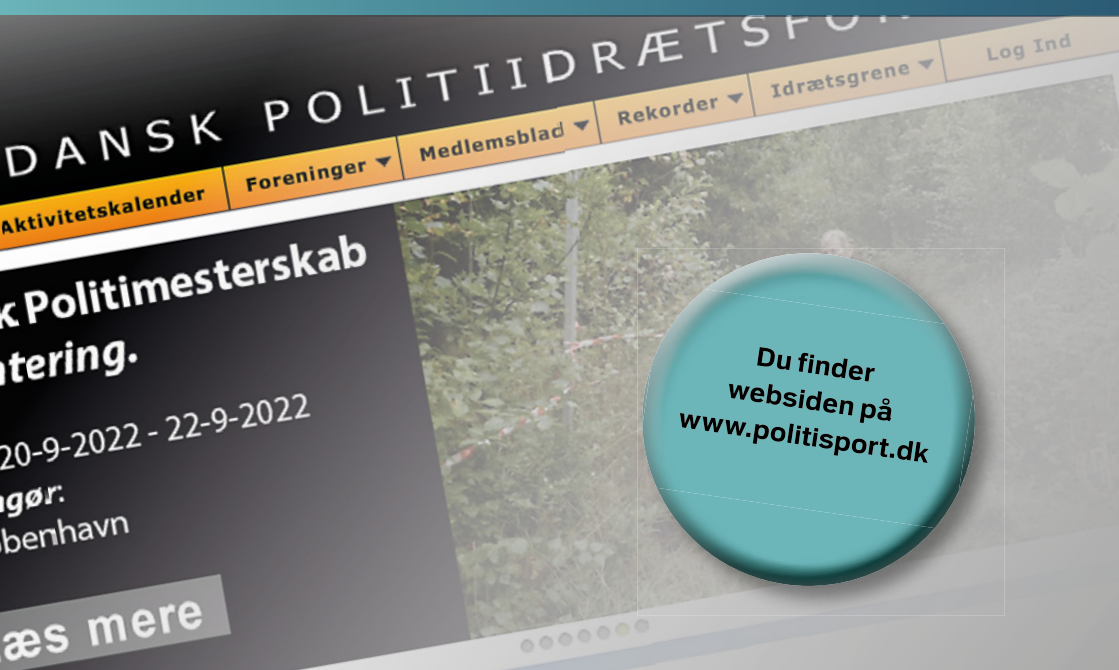 DANSK POLITIIDRÆTSFO
Aktivitetskalender Foreninger Medlemsblad Rekorder Idrætsgrene Log Ind
k Politimesterskab
ntering.
20-9-2022 - 22-9-2022
ngør:
benhavn
læs mere
Du finder
websiden på
www.politisport.dk